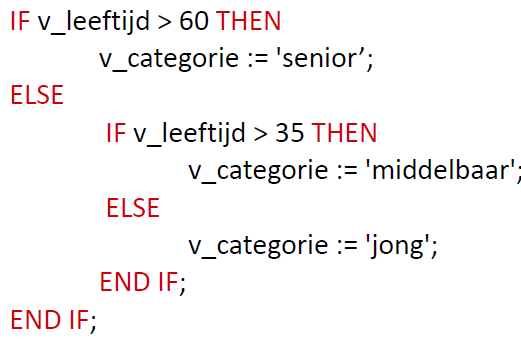 IF v_leeftijd > 60 THEN
v_categorie := 'senior’;
ELSE
IF v_leeftijd > 35 THEN
v_categorie := 'middelbaar';
ELSE
v_categorie := 'jong';
END IF;
END IF;